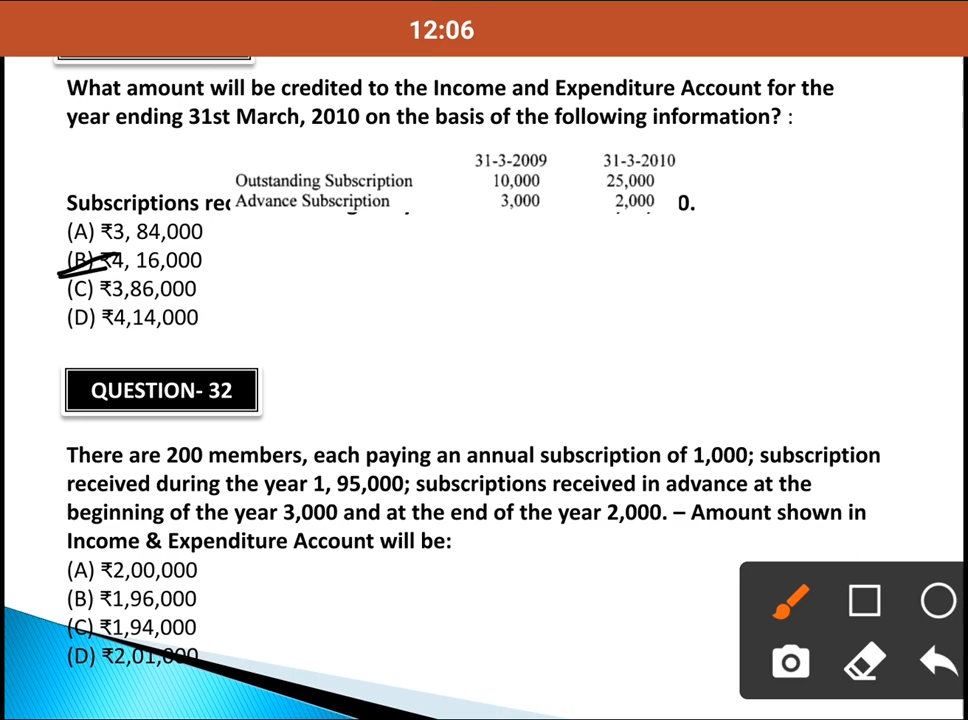 12:06
What amount will be credited to the Income and Expenditure Account for the
year ending 31st March, 2010 on the basis of the following information? :
31-3-2009 31-3-2010
Outstanding Subscription 10,000 25,000
Advance Subscription 3,000 2,000
Subscriptions 0.
(A) ₹3, 84,000
(B) ₹4, 16,000
(C) ₹3,86,000
(D) ₹4,14,000
QUESTION- 32
There are 200 members, each paying an annual subscription of 1,000; subscription
received during the year 1, 95,000; subscriptions received in advance at the
beginning of the year 3,000 and at the end of the year 2,000. – Amount shown in
Income & Expenditure Account will be:
(A) ₹2,00,000
(B) ₹1,96,000
(C) ₹1,94,000
(D) ₹2,01,000